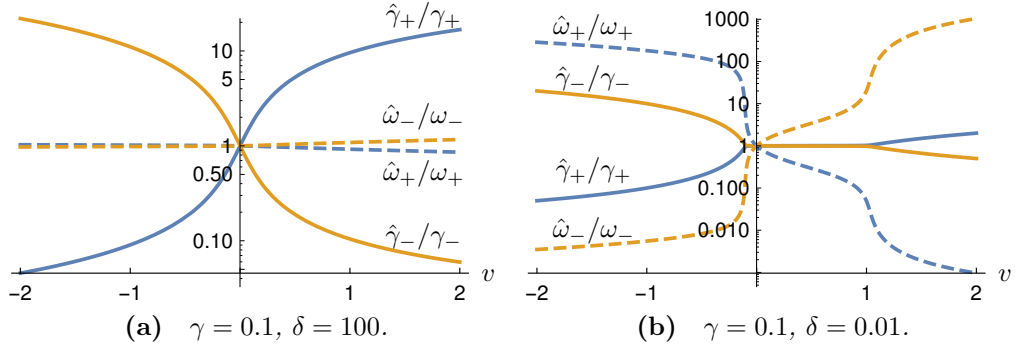 γ̂₊/γ₊
10
5
ω̂₋/ω₋
1
ω̂₊/ω₊
0.50
γ̂₋/γ₋
0.10
−2 −1 1 2 v
(a) γ = 0.1, δ = 100.
1000
ω̂₊/ω₊
100
γ̂₋/γ₋
10
1
γ̂₊/γ₊
0.100
ω̂₋/ω₋
0.010
−2 −1 1 2 v
(b) γ = 0.1, δ = 0.01.